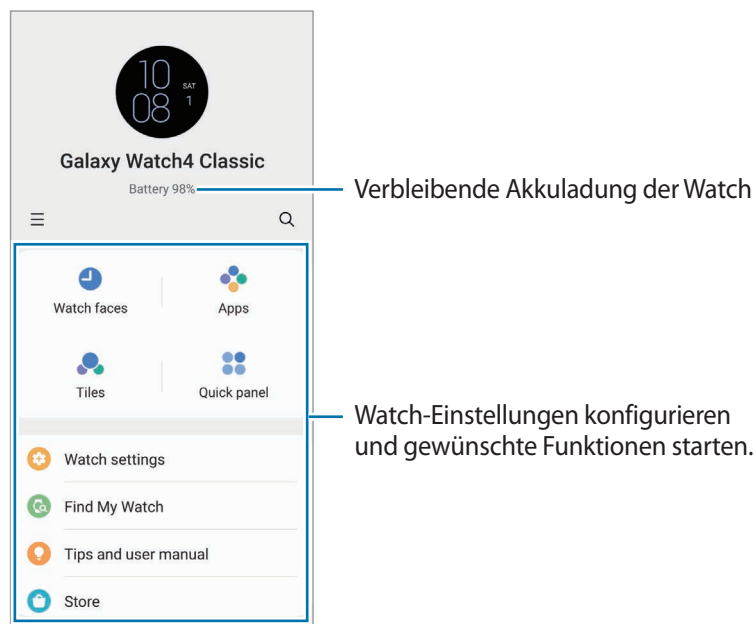 10
08
SAT
1
Galaxy Watch4 Classic
Battery 98%
Verbleibende Akkuladung der Watch
Watch faces
Apps
Tiles
Quick panel
Watch-Einstellungen konfigurieren
und gewünschte Funktionen starten.
Watch settings
Find My Watch
Tips and user manual
Store